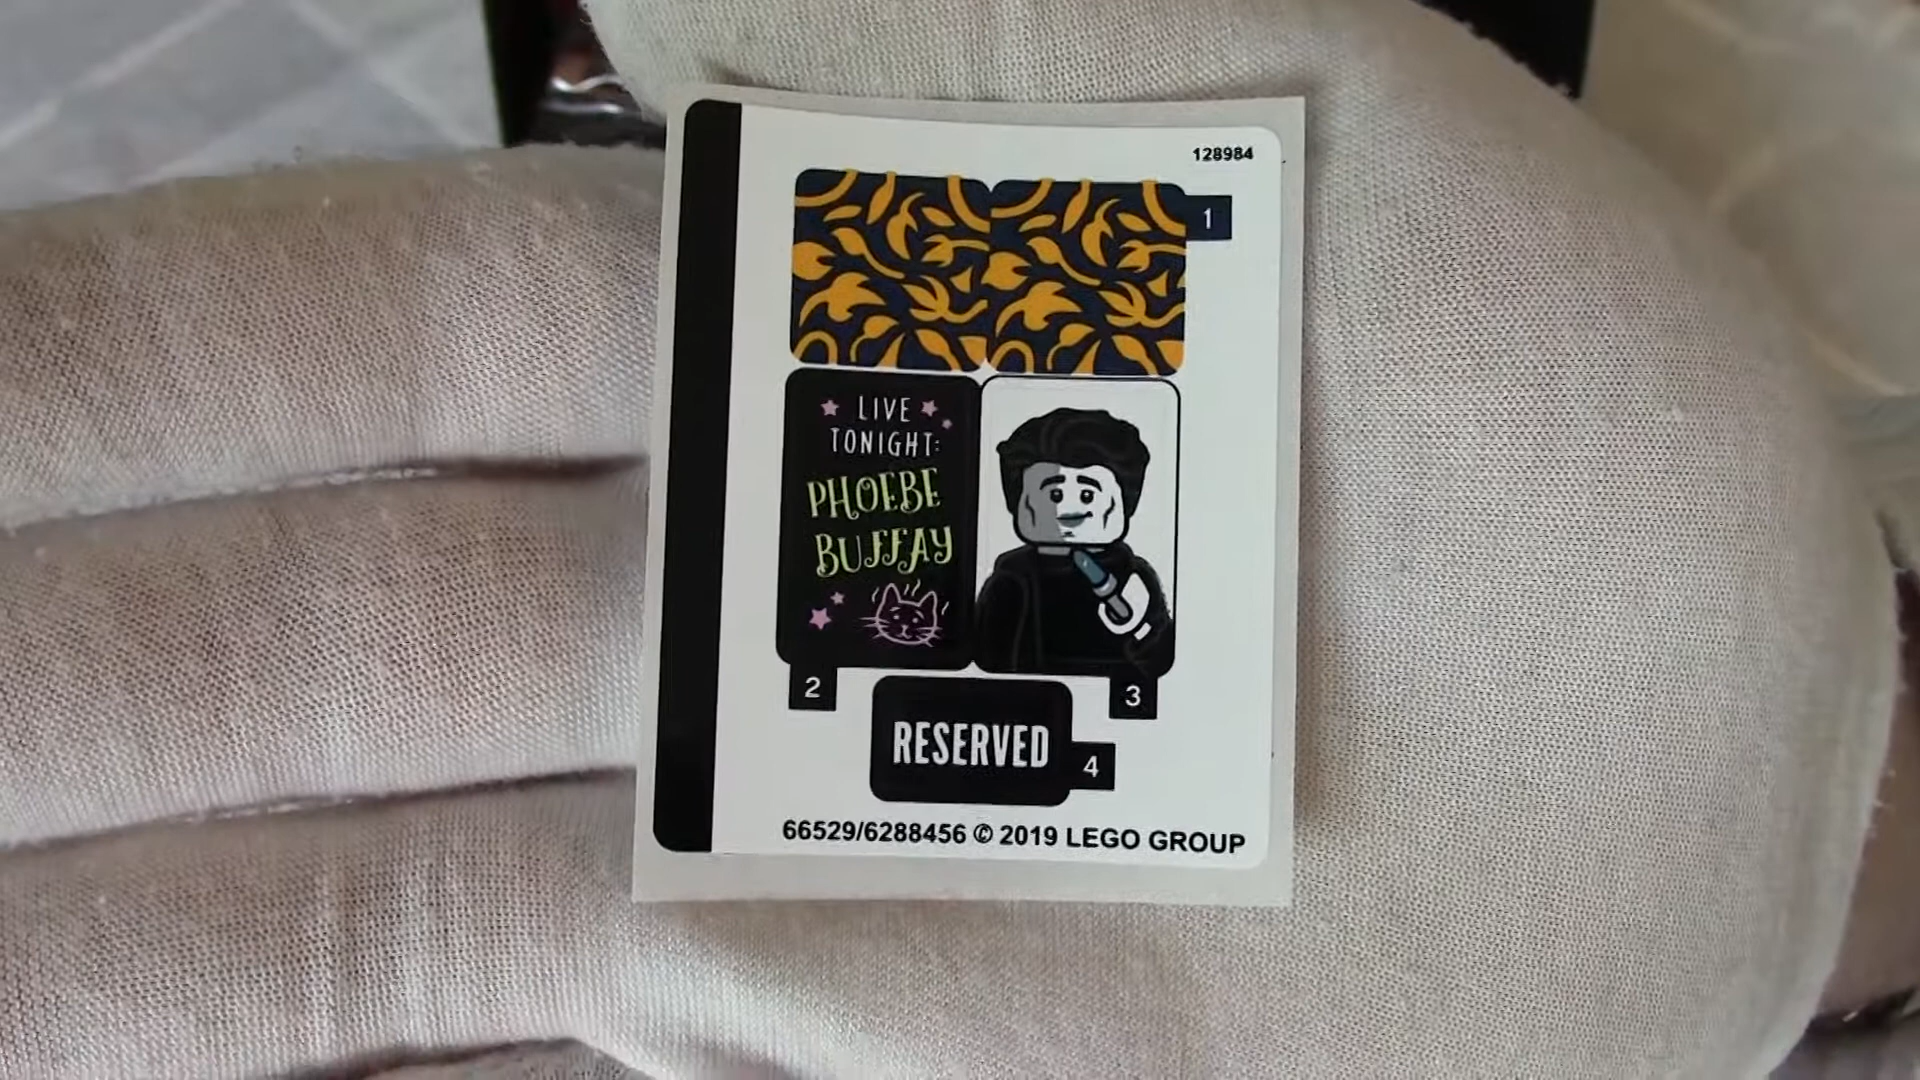 128984
1
LIVE
TONIGHT:
PHOEBE
BUFFAY
2
3
RESERVED
4
66529/6288456 © 2019 LEGO GROUP